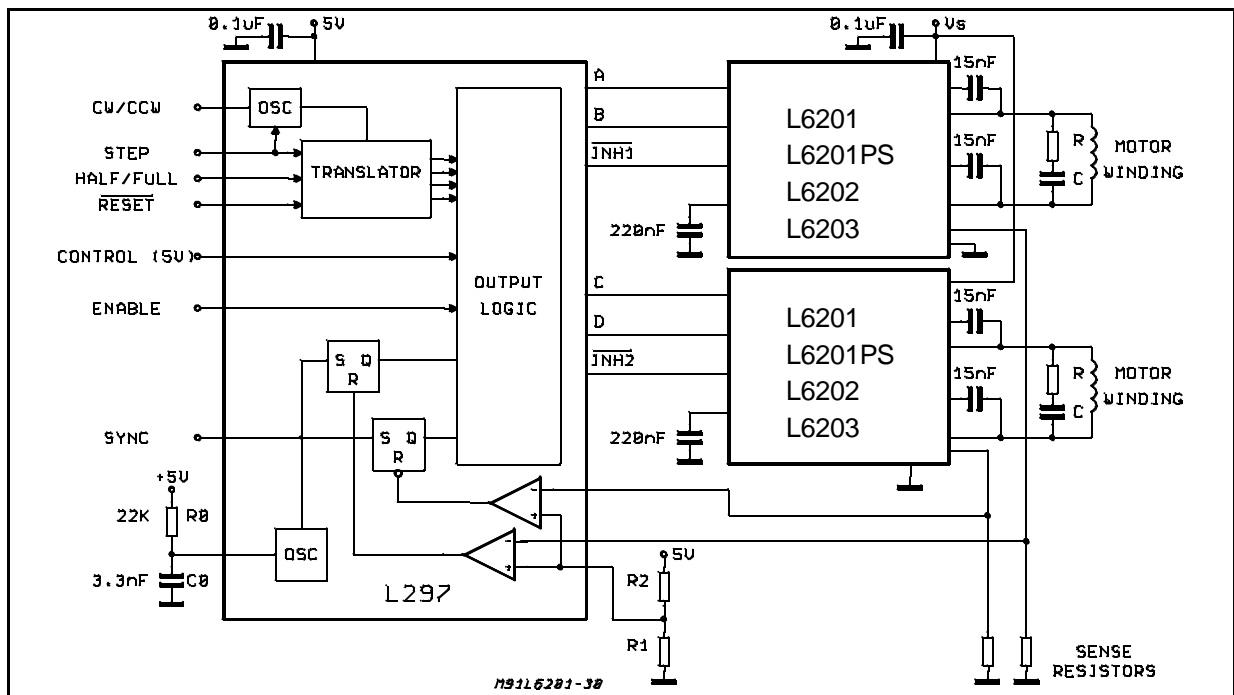 0.1uF
5V
0.1uF
Vs
15nF
A
CW/CCW
OSC
B
L6201
R
MOTOR
WINDING
STEP
INH1
L6201PS
15nF
C
HALF/FULL
TRANSLATOR
L6202
RESET
220nF
L6203
CONTROL (5V)
OUTPUT
LOGIC
C
15nF
ENABLE
D
L6201
S Q
R
INH2
L6201PS
15nF
R
MOTOR
WINDING
C
L6202
SYNC
S Q
R
220nF
L6203
+5V
22K
R0
-
+
OSC
-
+
5V
3.3nF
C0
R2
L297
R1
SENSE
RESISTORS
M91L6201-30